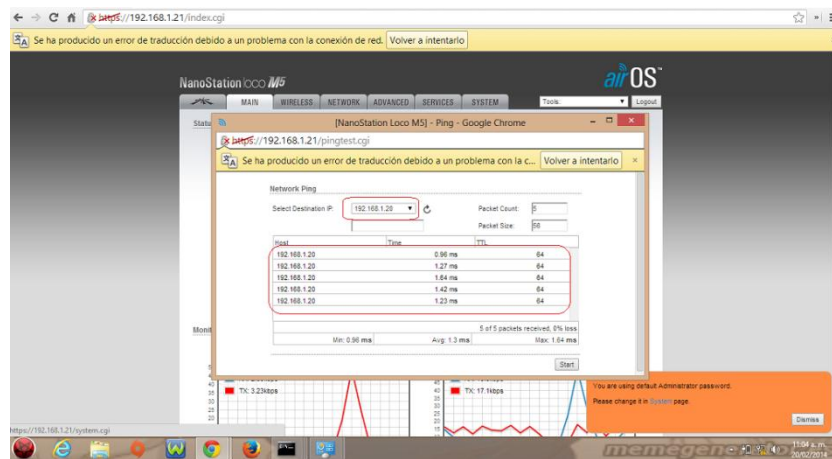 https://192.168.1.21/index.cgi
Se ha producido un error de traducción debido a un problema con la conexión de red. Volver a intentarlo
NanoStation loco M5
airOS™
MAIN WIRELESS NETWORK ADVANCED SERVICES SYSTEM Tools: Logout
Statu
[NanoStation Loco M5] - Ping - Google Chrome
https://192.168.1.21/pingtest.cgi
Se ha producido un error de traducción debido a un problema con la c... Volver a intentarlo
Network Ping
Select Destination IP: 192.168.1.20
Packet Count: 5
Packet Size:
Host Time TTL
192.168.1.20 0.96 ms 64
192.168.1.20 1.27 ms 64
192.168.1.20 1.64 ms 64
192.168.1.20 1.42 ms 64
192.168.1.20 1.23 ms 64
5 of 5 packets received, 0% loss
Min: 0.96 ms Avg: 1.3 ms Max: 1.64 ms
Start
Monit
TX: 3.23kbps
TX: 17.1kbps
You are using default Administrator password.
Please change it in System page.
Dismiss
https://192.168.1.21/system.cgi
11:04 a. m.
20/02/2014